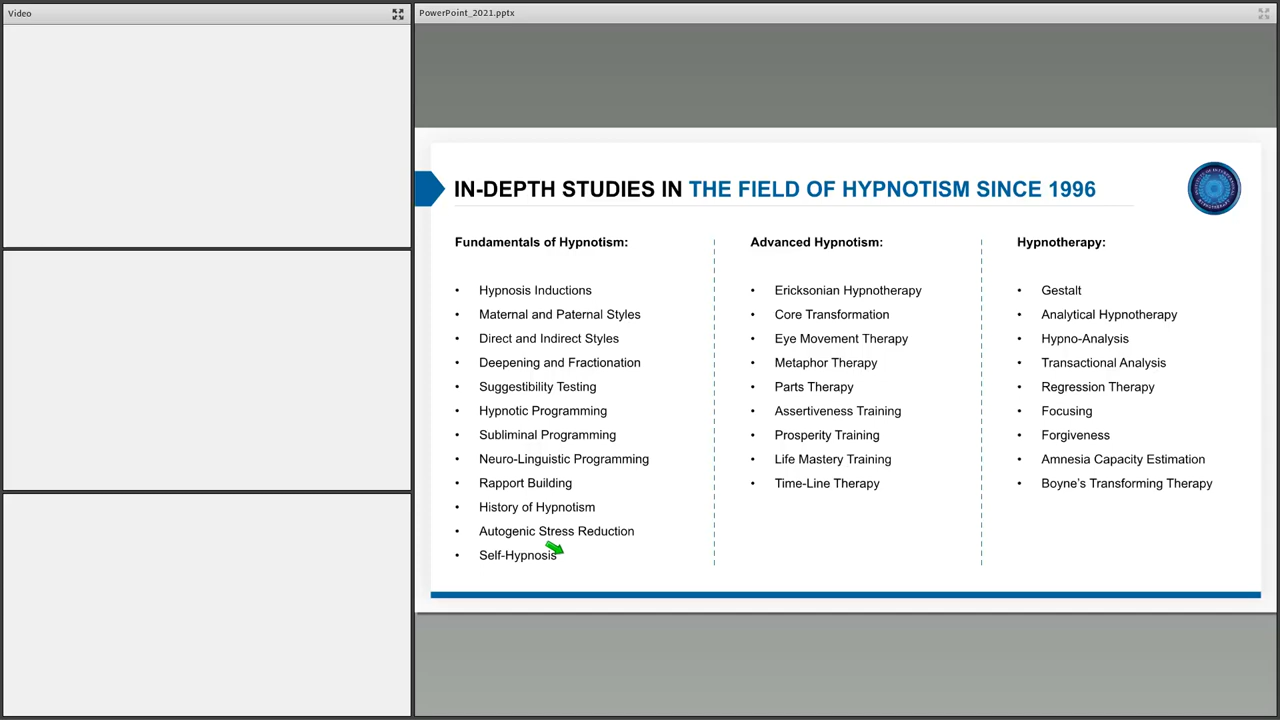 Video
PowerPoint_2021.pptx
IN-DEPTH STUDIES IN THE FIELD OF HYPNOTISM SINCE 1996
Fundamentals of Hypnotism:
• Hypnosis Inductions
• Maternal and Paternal Styles
• Direct and Indirect Styles
• Deepening and Fractionation
• Suggestibility Testing
• Hypnotic Programming
• Subliminal Programming
• Neuro-Linguistic Programming
• Rapport Building
• History of Hypnotism
• Autogenic Stress Reduction
• Self-Hypnosis
Advanced Hypnotism:
• Ericksonian Hypnotherapy
• Core Transformation
• Eye Movement Therapy
• Metaphor Therapy
• Parts Therapy
• Assertiveness Training
• Prosperity Training
• Life Mastery Training
• Time-Line Therapy
Hypnotherapy:
• Gestalt
• Analytical Hypnotherapy
• Hypno-Analysis
• Transactional Analysis
• Regression Therapy
• Focusing
• Forgiveness
• Amnesia Capacity Estimation
• Boyne's Transforming Therapy